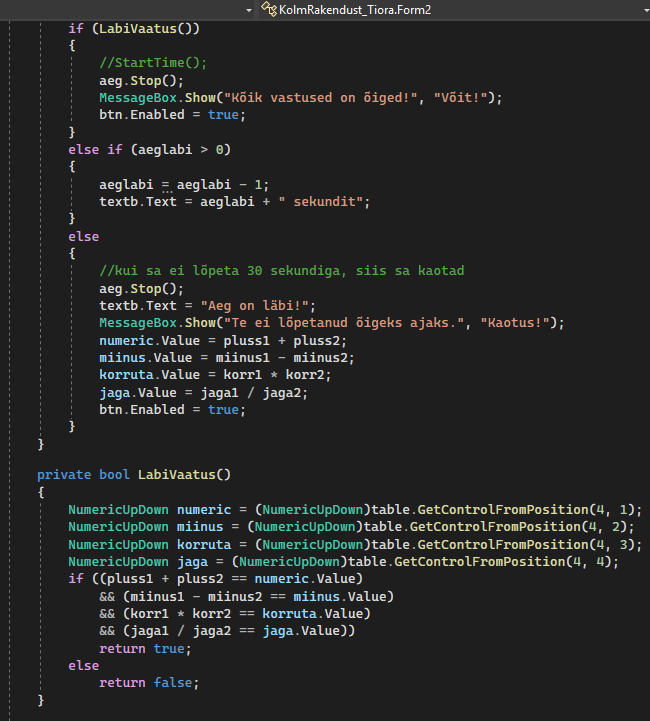 KolmRakendust_Tiora.Form2
if (LabiVaatus())
{
//StartTime();
aeg.Stop();
MessageBox.Show("Kõik vastused on õiged!", "Võit!");
btn.Enabled = true;
}
else if (aeglabi > 0)
{
aeglabi = aeglabi - 1;
textb.Text = aeglabi + " sekundit";
}
else
{
//kui sa ei lõpeta 30 sekundiga, siis sa kaotad
aeg.Stop();
textb.Text = "Aeg on läbi!";
MessageBox.Show("Te ei lõpetanud õigeks ajaks.", "Kaotus!");
numeric.Value = pluss1 + pluss2;
miinus.Value = miinus1 - miinus2;
korruta.Value = korr1 * korr2;
jaga.Value = jaga1 / jaga2;
btn.Enabled = true;
}
}
private bool LabiVaatus()
{
NumericUpDown numeric = (NumericUpDown)table.GetControlFromPosition(4, 1);
NumericUpDown miinus = (NumericUpDown)table.GetControlFromPosition(4, 2);
NumericUpDown korruta = (NumericUpDown)table.GetControlFromPosition(4, 3);
NumericUpDown jaga = (NumericUpDown)table.GetControlFromPosition(4, 4);
if ((pluss1 + pluss2 == numeric.Value)
&& (miinus1 - miinus2 == miinus.Value)
&& (korr1 * korr2 == korruta.Value)
&& (jaga1 / jaga2 == jaga.Value))
return true;
else
return false;
}